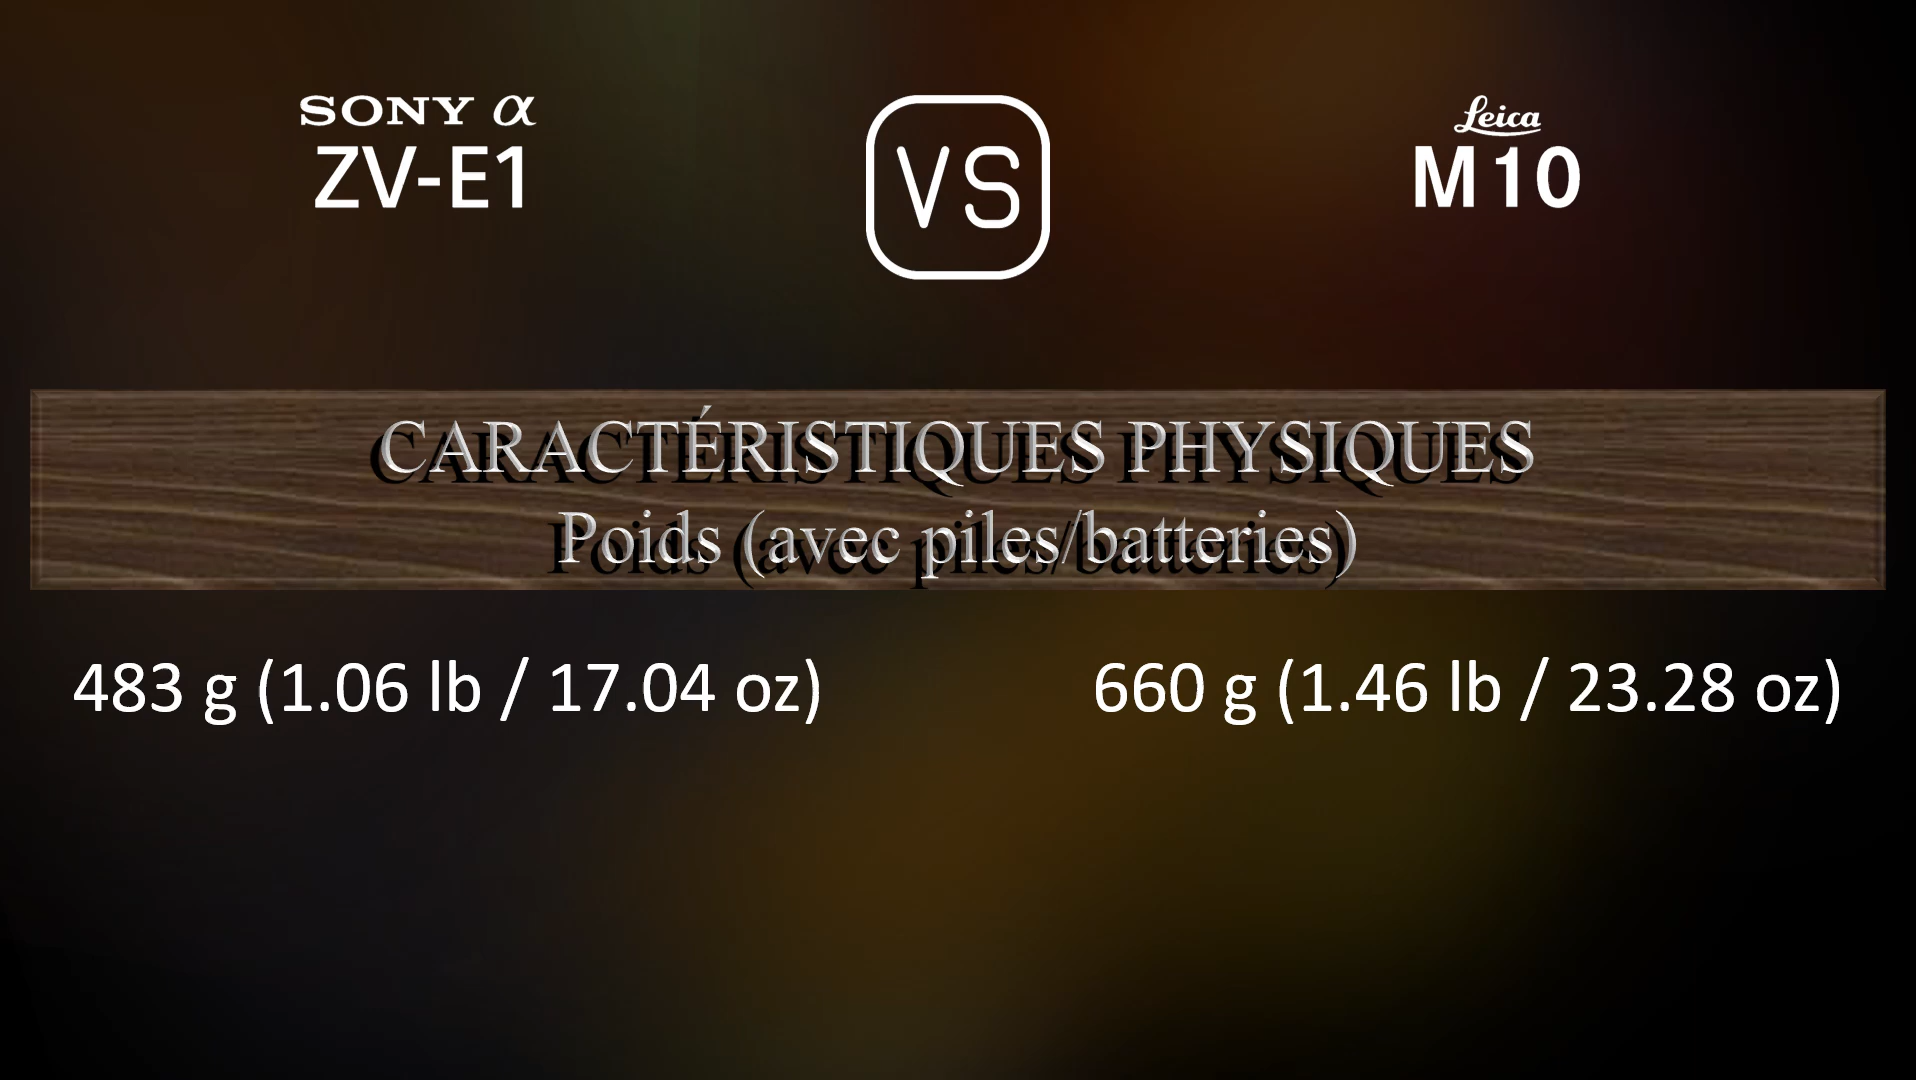 SONY α
ZV-E1
VS
Leica
M10
CARACTÉRISTIQUES PHYSIQUES
Poids (avec piles/batteries)
483 g (1.06 lb / 17.04 oz)
660 g (1.46 lb / 23.28 oz)